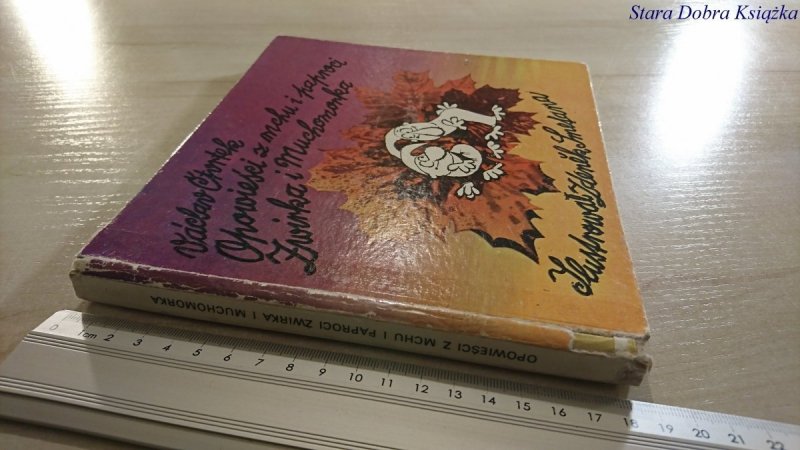 Stara Dobra Książka
Václav Čtvrtek
Opowieści z mchu i paproci
Żwirka i Muchomorka
Ilustrował Zdenek Smetana
OPOWIEŚCI Z MCHU I PAPROCI ŻWIRKA I MUCHOMORKA
0 1cm 2 3 4 5 6 7 8 9 10 11 12 13 14 15 16 17 18 19 20 21 22